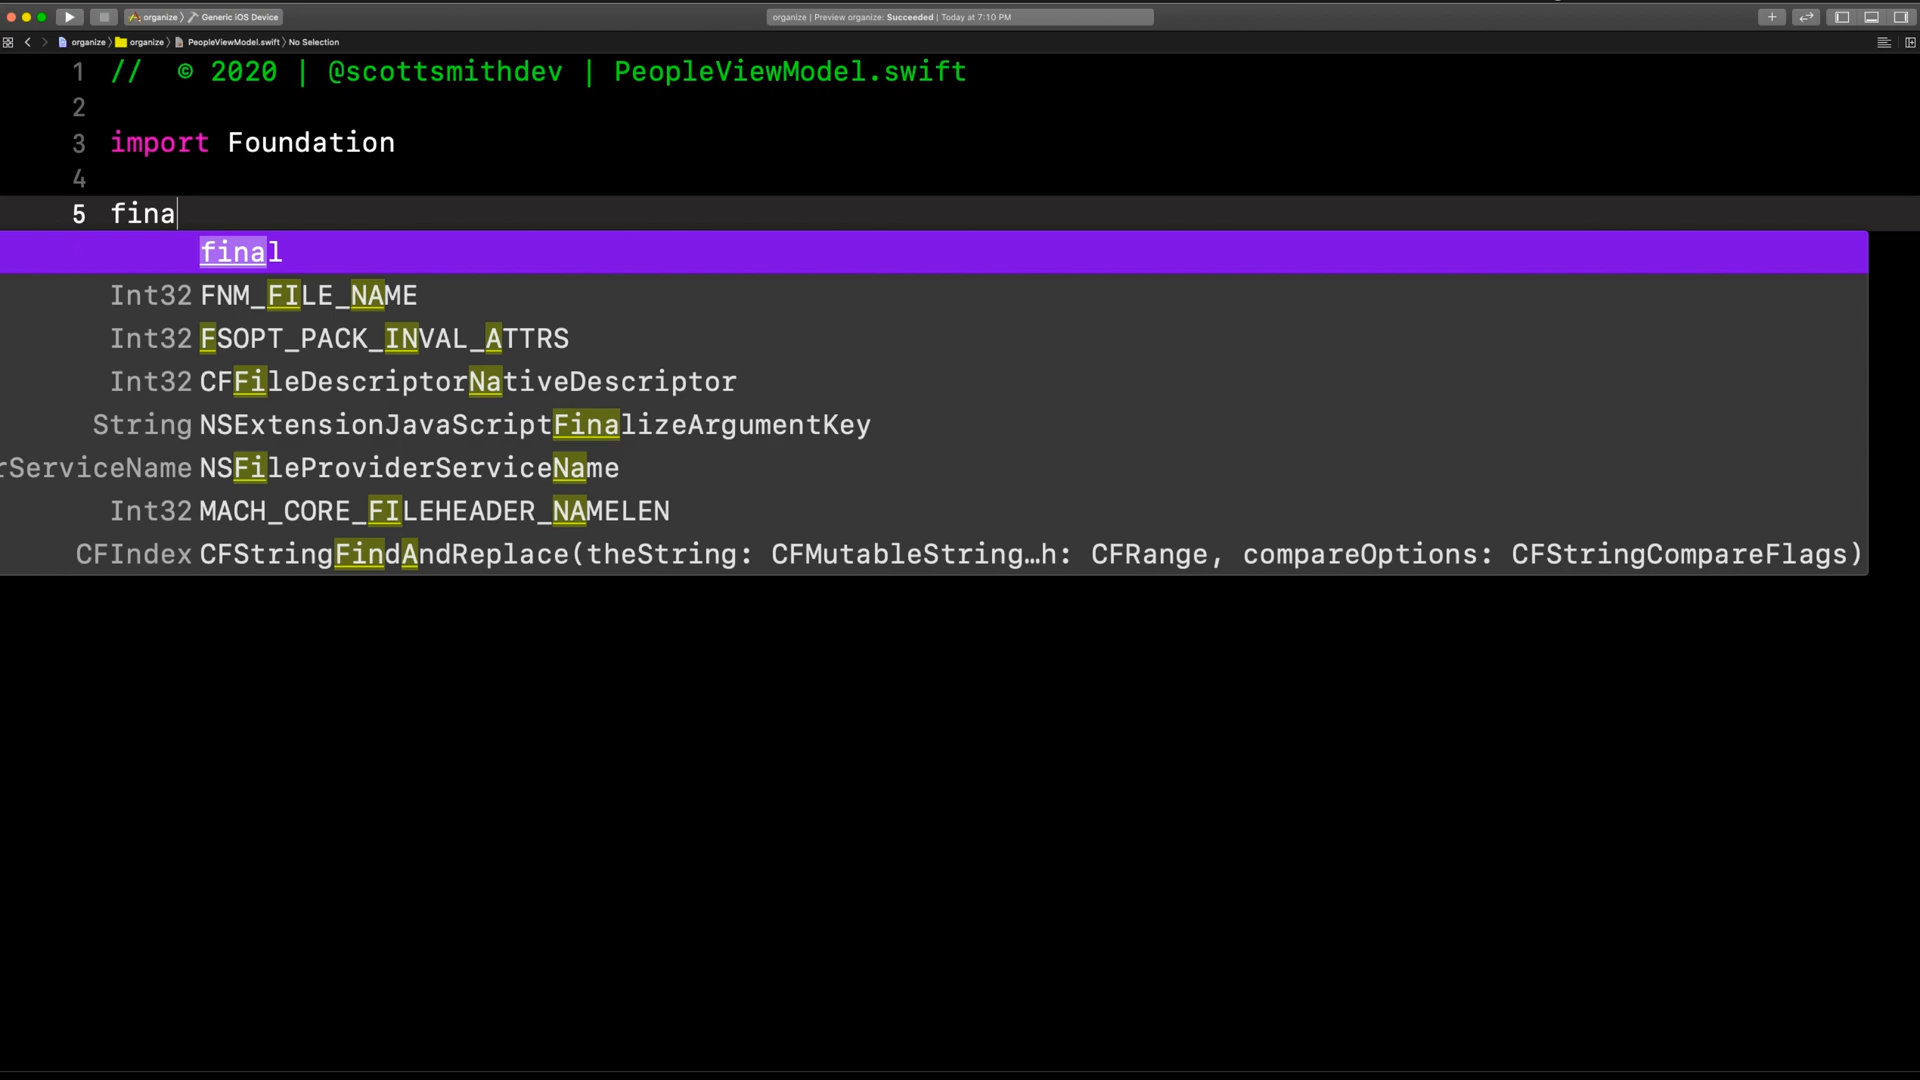 organize 〉 Generic iOS Device
organize | Preview organize: Succeeded | Today at 7:10 PM
organize 〉 organize 〉 PeopleViewModel.swift 〉 No Selection
1 //  © 2020 | @scottsmithdev | PeopleViewModel.swift
2
3 import Foundation
4
5 fina
final
Int32 FNM_FILE_NAME
Int32 FSOPT_PACK_INVAL_ATTRS
Int32 CFFileDescriptorNativeDescriptor
String NSExtensionJavaScriptFinalizeArgumentKey
rServiceName NSFileProviderServiceName
Int32 MACH_CORE_FILEHEADER_NAMELEN
CFIndex CFStringFindAndReplace(theString: CFMutableString…h: CFRange, compareOptions: CFStringCompareFlags)